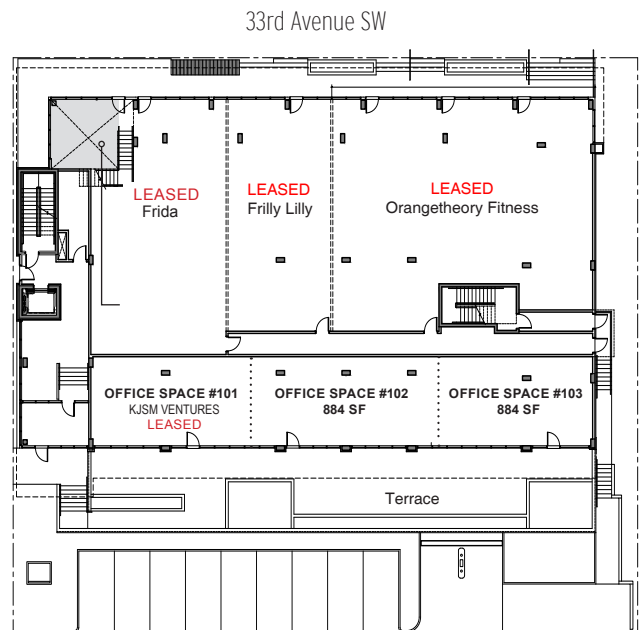 33rd Avenue SW
LEASED
Frida
LEASED
Frilly Lilly
LEASED
Orangetheory Fitness
OFFICE SPACE #101
KJSM VENTURES
LEASED
OFFICE SPACE #102
884 SF
OFFICE SPACE #103
884 SF
Terrace